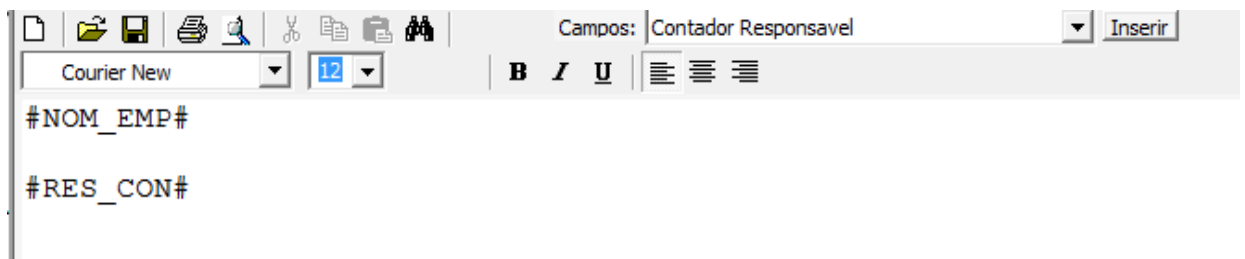 Campos: Contador Responsavel Inserir
Courier New 12 B I U
#NOM_EMP#
#RES_CON#